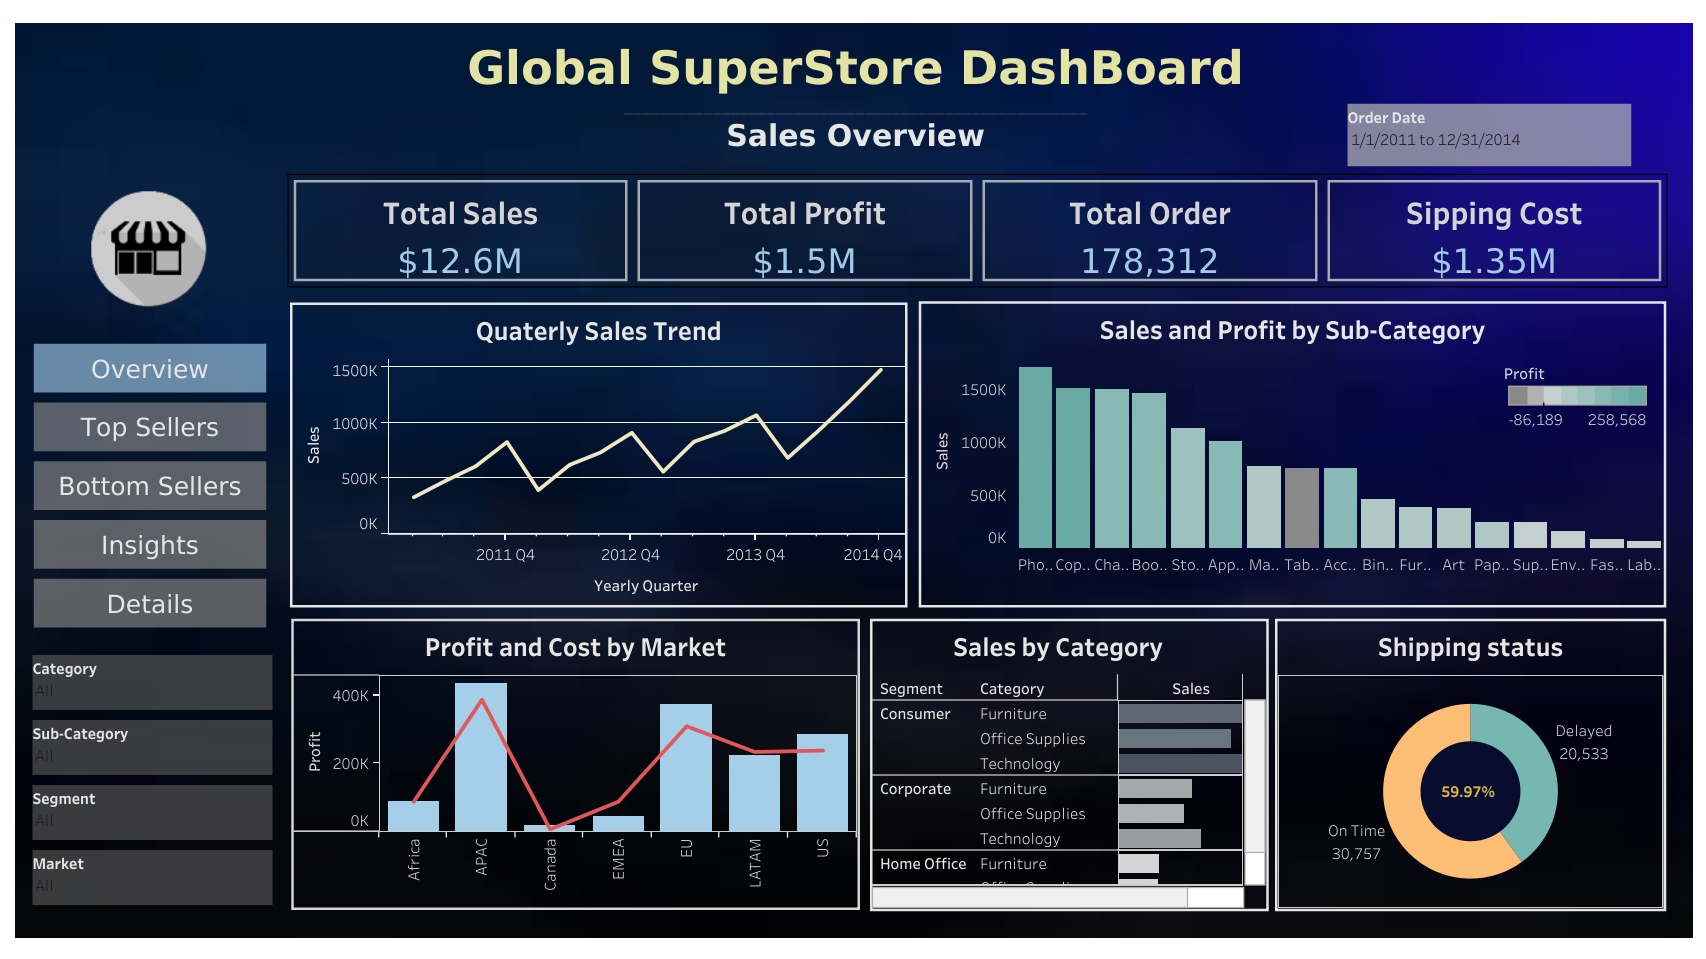 Global SuperStore DashBoard
Sales Overview
Order Date
1/1/2011 to 12/31/2014
Total Sales
$12.6M
Total Profit
$1.5M
Total Order
178,312
Sipping Cost
$1.35M
Overview
Top Sellers
Bottom Sellers
Insights
Details
Category
All
Sub-Category
All
Segment
All
Market
All
Quaterly Sales Trend
Sales
1500K
1000K
500K
0K
2011 Q4 2012 Q4 2013 Q4 2014 Q4
Yearly Quarter
Sales and Profit by Sub-Category
Profit
-86,189 258,568
Sales
1500K
1000K
500K
0K
Pho.. Cop.. Cha.. Boo.. Sto.. App.. Ma.. Tab.. Acc.. Bin.. Fur.. Art Pap.. Sup.. Env.. Fas.. Lab..
Profit and Cost by Market
Profit
400K
200K
0K
Africa APAC Canada EMEA EU LATAM US
Sales by Category
Segment Category Sales
Consumer Furniture
Office Supplies
Technology
Corporate Furniture
Office Supplies
Technology
Home Office Furniture
Shipping status
Delayed
20,533
59.97%
On Time
30,757